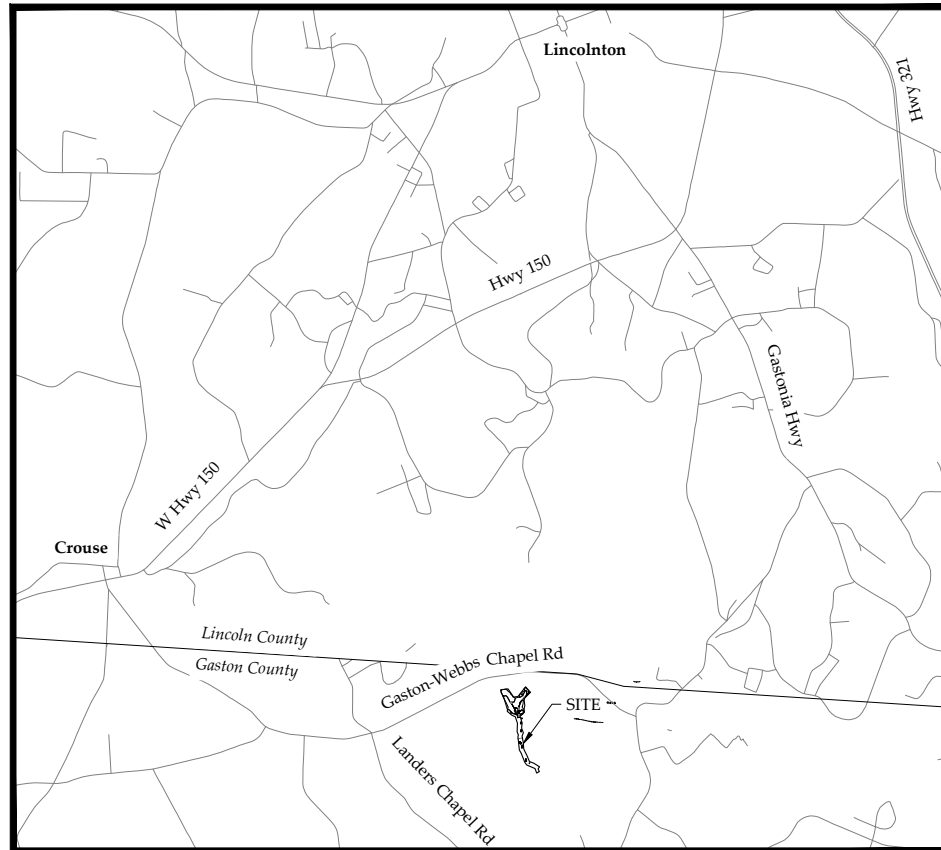 Lincolnton
Hwy 321
Hwy 150
Gastonia Hwy
W Hwy 150
Crouse
Lincoln County
Gaston County
Gaston-Webbs Chapel Rd
SITE
Landers Chapel Rd